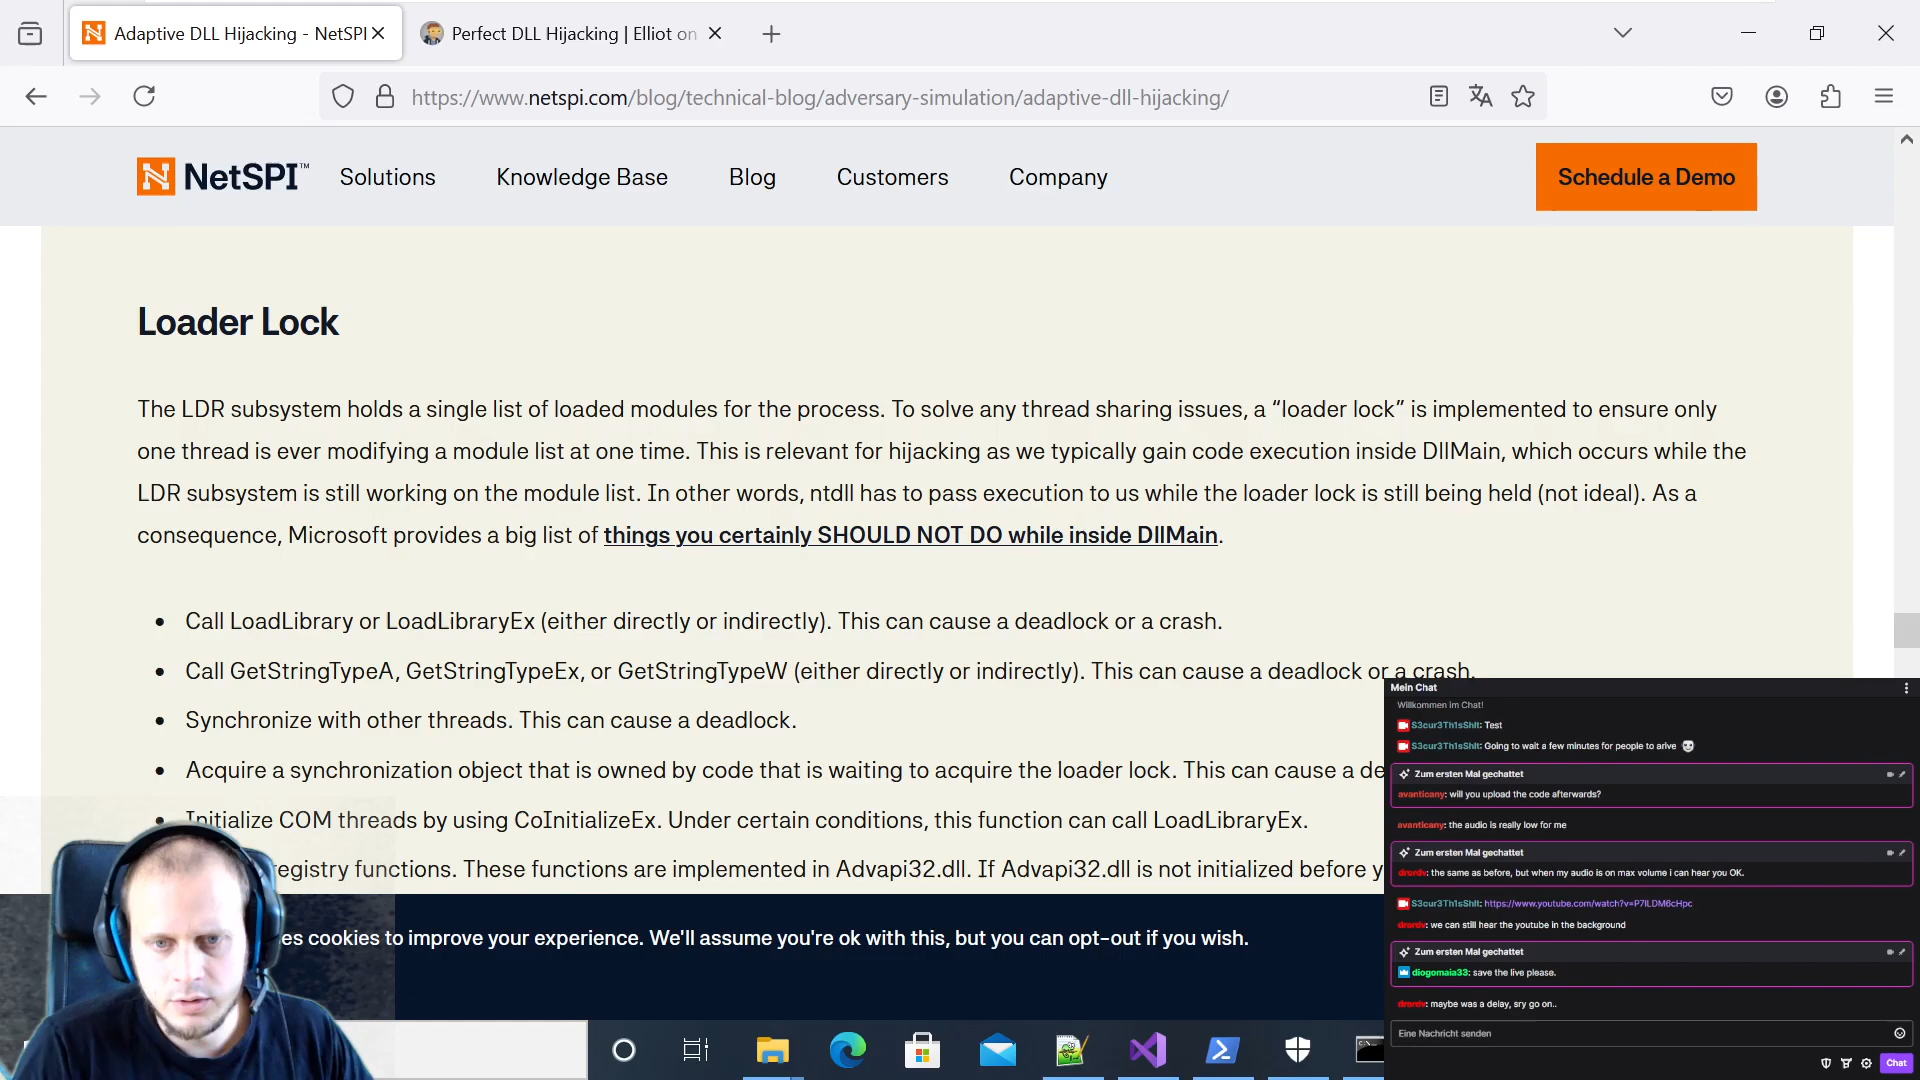 Adaptive DLL Hijacking - NetSPI
Perfect DLL Hijacking | Elliot on
https://www.netspi.com/blog/technical-blog/adversary-simulation/adaptive-dll-hijacking/
NetSPI™
Solutions
Knowledge Base
Blog
Customers
Company
Schedule a Demo
Loader Lock
The LDR subsystem holds a single list of loaded modules for the process. To solve any thread sharing issues, a “loader lock” is implemented to ensure only
one thread is ever modifying a module list at one time. This is relevant for hijacking as we typically gain code execution inside DllMain, which occurs while the
LDR subsystem is still working on the module list. In other words, ntdll has to pass execution to us while the loader lock is still being held (not ideal). As a
consequence, Microsoft provides a big list of things you certainly SHOULD NOT DO while inside DllMain.
• Call LoadLibrary or LoadLibraryEx (either directly or indirectly). This can cause a deadlock or a crash.
• Call GetStringTypeA, GetStringTypeEx, or GetStringTypeW (either directly or indirectly). This can cause a deadlock or a crash.
• Synchronize with other threads. This can cause a deadlock.
• Acquire a synchronization object that is owned by code that is waiting to acquire the loader lock. This can cause a de
• Initialize COM threads by using CoInitializeEx. Under certain conditions, this function can call LoadLibraryEx.
registry functions. These functions are implemented in Advapi32.dll. If Advapi32.dll is not initialized before y
es cookies to improve your experience. We'll assume you're ok with this, but you can opt-out if you wish.
Mein Chat
Willkommen im Chat!
S3cur3Th1sSh1t: Test
S3cur3Th1sSh1t: Going to wait a few minutes for people to arive
Zum ersten Mal gechattet
avanticany: will you upload the code afterwards?
avanticany: the audio is really low for me
Zum ersten Mal gechattet
: the same as before, but when my audio is on max volume i can hear you OK.
S3cur3Th1sSh1t: https://www.youtube.com/watch?v=
: we can still hear the youtube in the background
Zum ersten Mal gechattet
diogomaia33: save the live please.
: maybe was a delay, sry go on..
Eine Nachricht senden
Chat